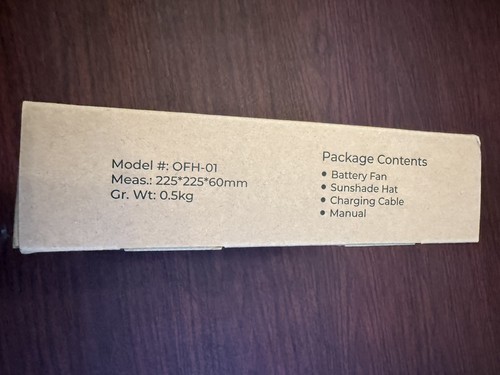 Model #: OFH-01
Meas.: 225*225*60mm
Gr. Wt: 0.5kg
Package Contents
• Battery Fan
• Sunshade Hat
• Charging Cable
• Manual